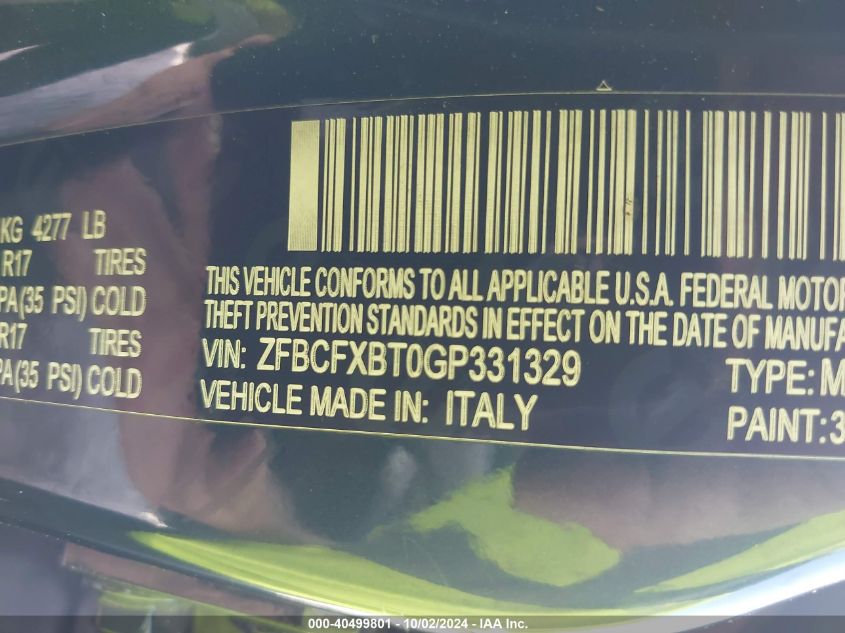 KG 4277 LB
R17 TIRES
PA(35 PSI) COLD
R17 TIRES
PA(35 PSI) COLD
THIS VEHICLE CONFORMS TO ALL APPLICABLE U.S.A. FEDERAL MOTOR
THEFT PREVENTION STANDARDS IN EFFECT ON THE DATE OF MANUFA
VIN: ZFBCFXBT0GP331329
TYPE: M
VEHICLE MADE IN: ITALY
PAINT: 3
000-40499801 - 10/02/2024 - IAA Inc.